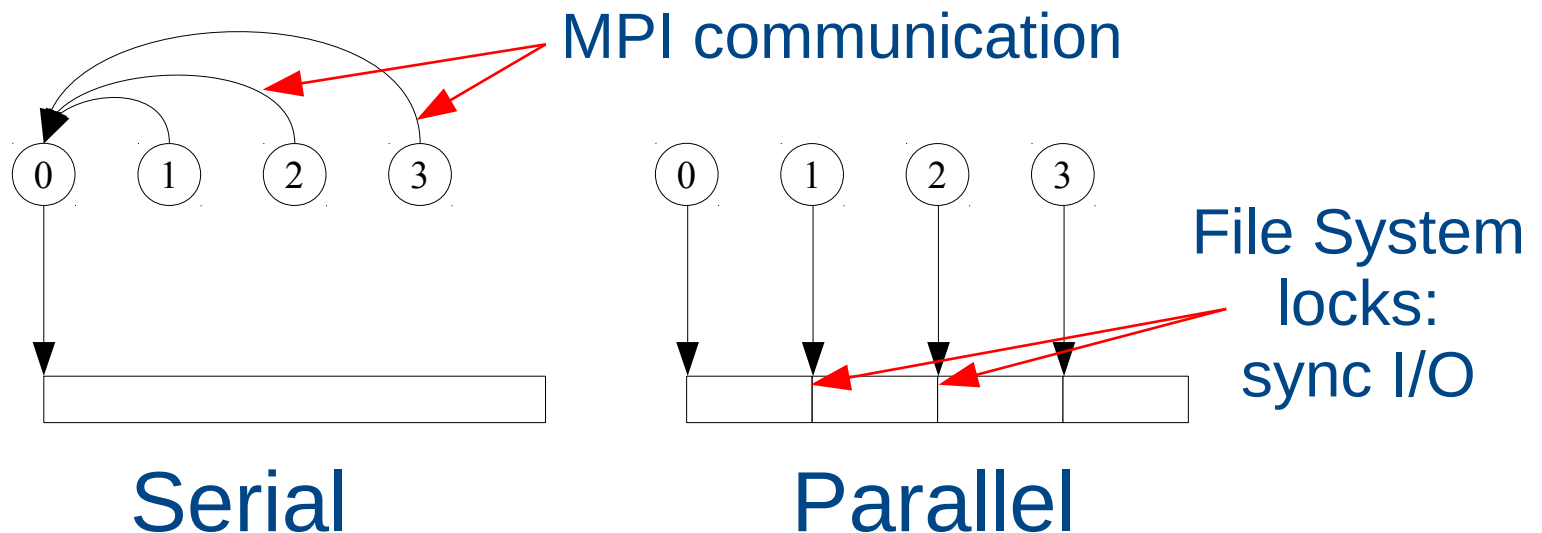 MPI communication
0 1 2 3
0 1 2 3
File System
locks:
sync I/O
Serial
Parallel